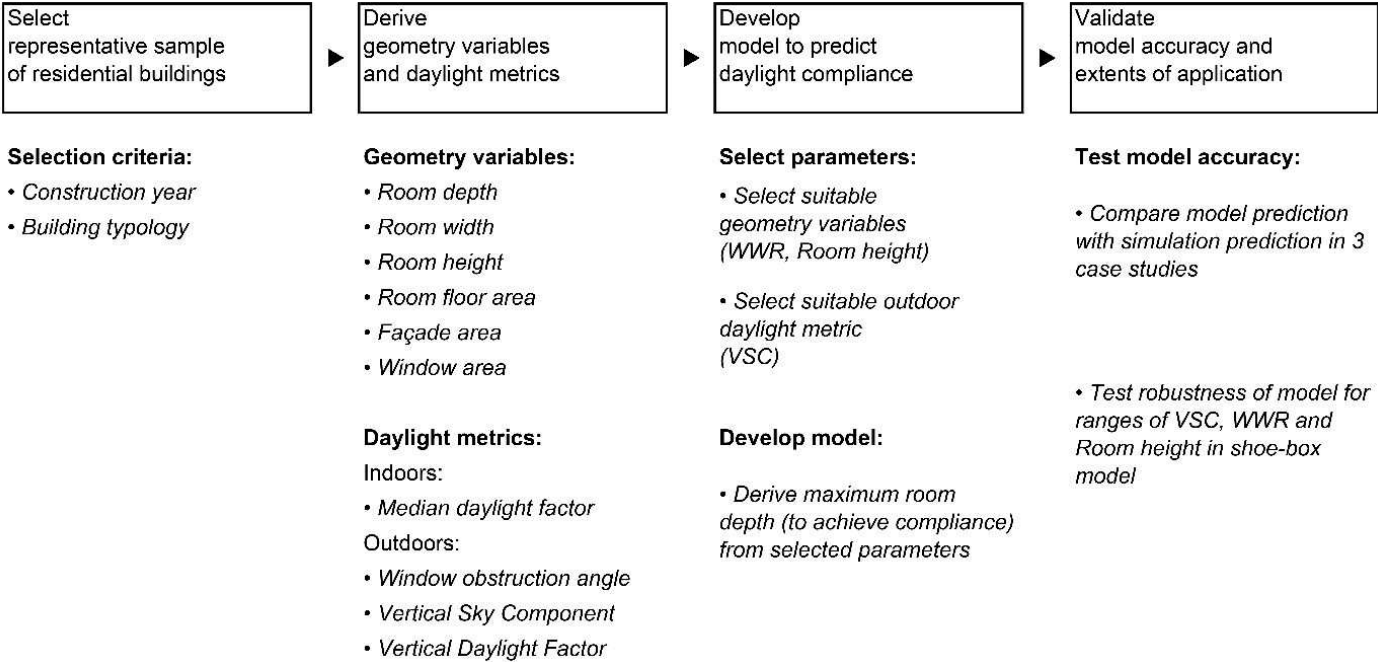 Select
representative sample
of residential buildings
Derive
geometry variables
and daylight metrics
Develop
model to predict
daylight compliance
Validate
model accuracy and
extents of application
Selection criteria:
• Construction year
• Building typology
Geometry variables:
• Room depth
• Room width
• Room height
• Room floor area
• Façade area
• Window area
Daylight metrics:
Indoors:
• Median daylight factor
Outdoors:
• Window obstruction angle
• Vertical Sky Component
• Vertical Daylight Factor
Select parameters:
• Select suitable
geometry variables
(WWR, Room height)
• Select suitable outdoor
daylight metric
(VSC)
Develop model:
• Derive maximum room
depth (to achieve compliance)
from selected parameters
Test model accuracy:
• Compare model prediction
with simulation prediction in 3
case studies
• Test robustness of model for
ranges of VSC, WWR and
Room height in shoe-box
model